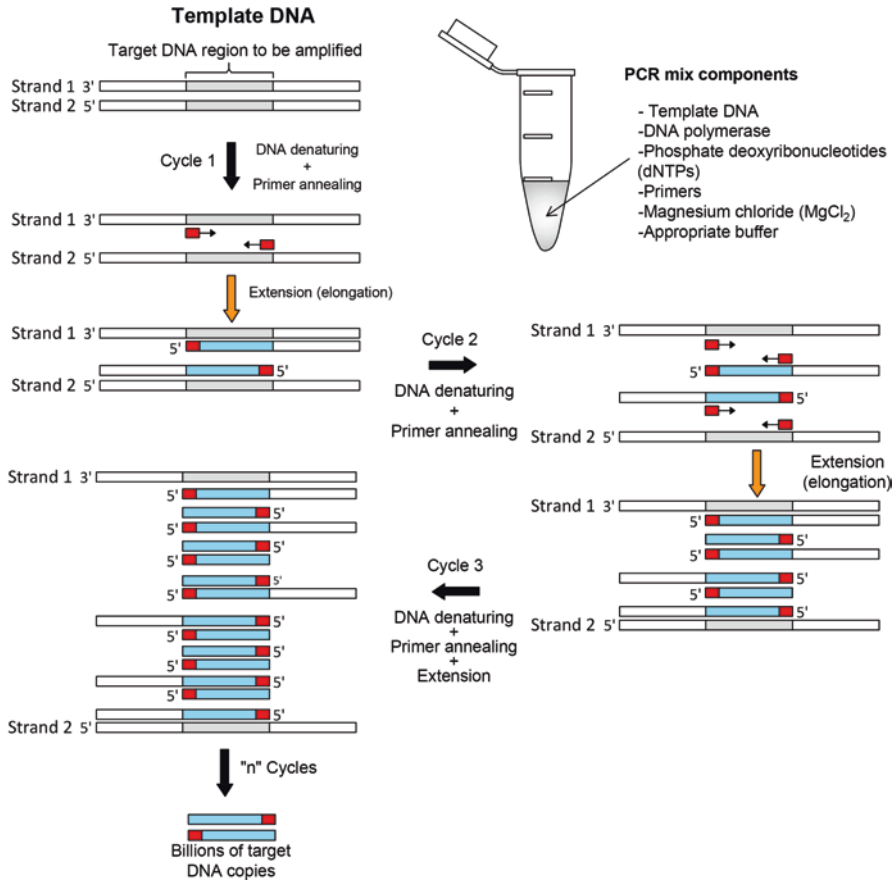 Template DNA
Target DNA region to be amplified
Strand 1 3'
Strand 2 5'
Cycle 1
DNA denaturing
+
Primer annealing
Strand 1 3'
Strand 2 5'
Extension (elongation)
Strand 1 3'
5'
5'
Strand 2 5'
PCR mix components
- Template DNA
-DNA polymerase
-Phosphate deoxyribonucleotides
(dNTPs)
-Primers
-Magnesium chloride (MgCl₂)
-Appropriate buffer
Cycle 2
DNA denaturing
+
Primer annealing
Strand 1 3'
5'
5'
Strand 2 5'
Extension
(elongation)
Strand 1 3'
5'
5'
5'
5'
5'
5'
Strand 2 5'
Cycle 3
DNA denaturing
+
Primer annealing
+
Extension
Strand 1 3'
5'
5'
5'
5'
5'
5'
5'
5'
5'
5'
5'
5'
5'
5'
Strand 2 5'
"n" Cycles
Billions of target
DNA copies